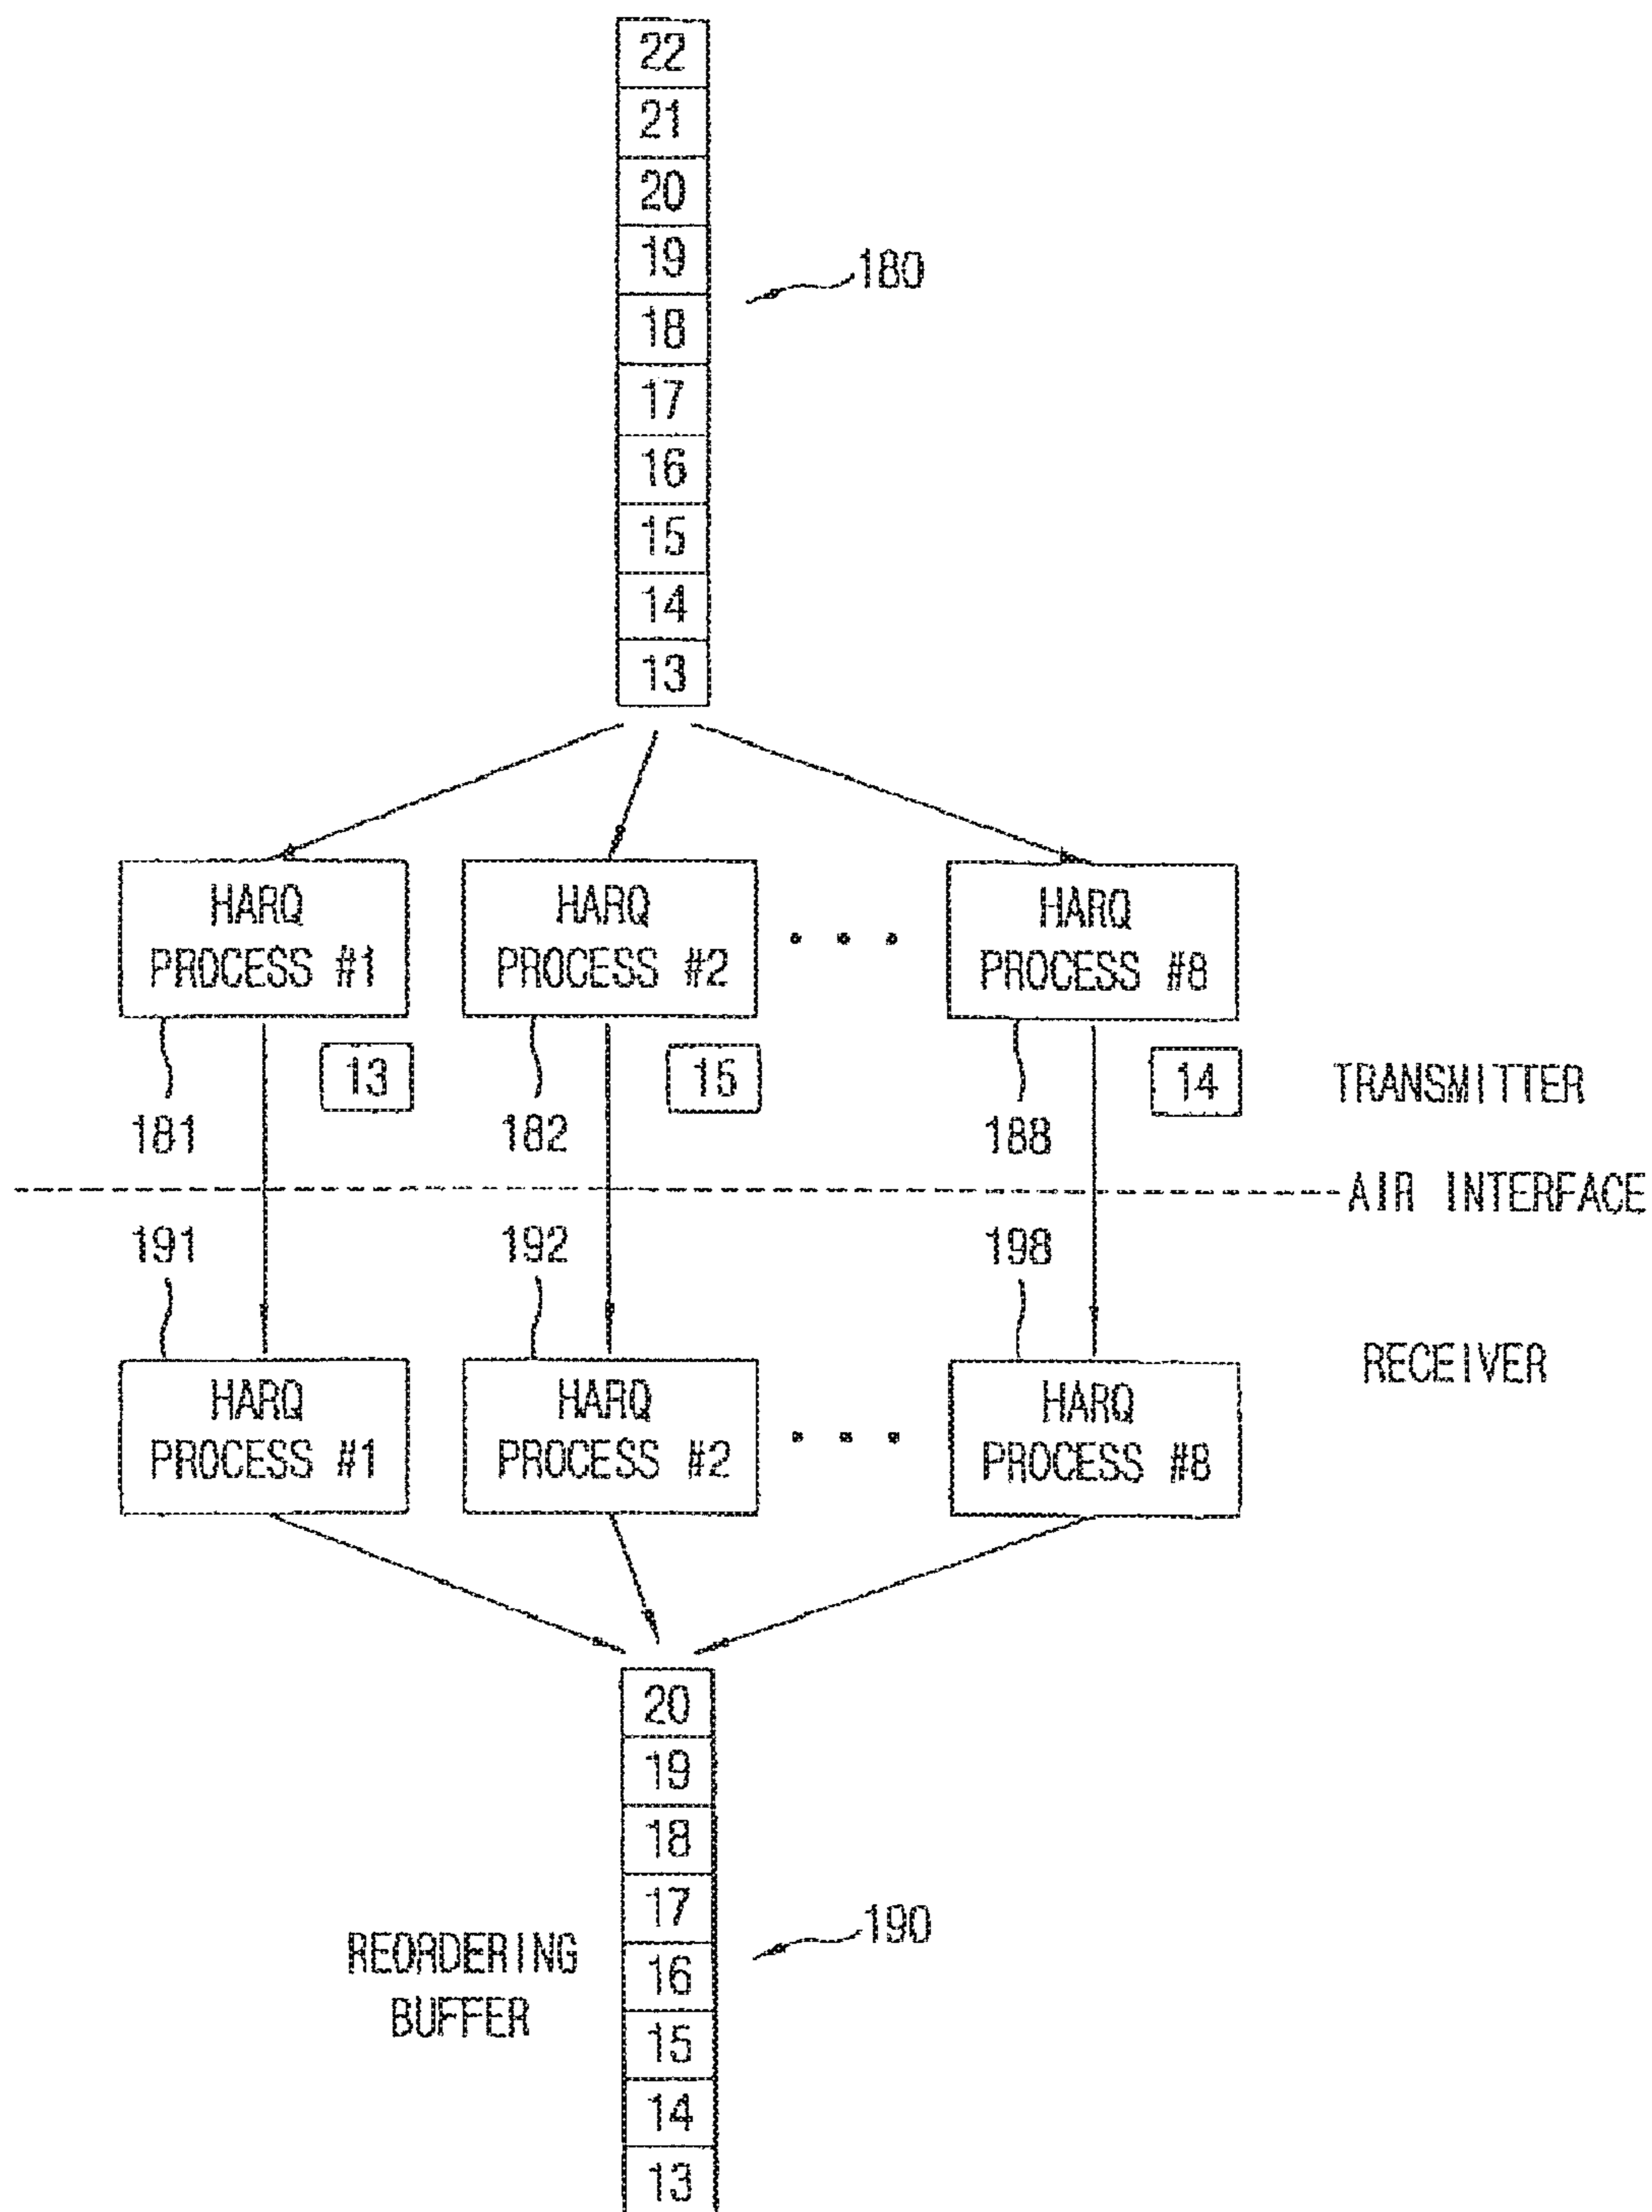 22
21
20
19
180
18
17
16
15
14
13
HARQ PROCESS #1
HARQ PROCESS #2
HARQ PROCESS #8
13
15
14
TRANSMITTER
181
182
188
AIR INTERFACE
191
192
198
RECEIVER
HARQ PROCESS #1
HARQ PROCESS #2
HARQ PROCESS #8
20
19
18
17
190
REORDERING
BUFFER
16
15
14
13